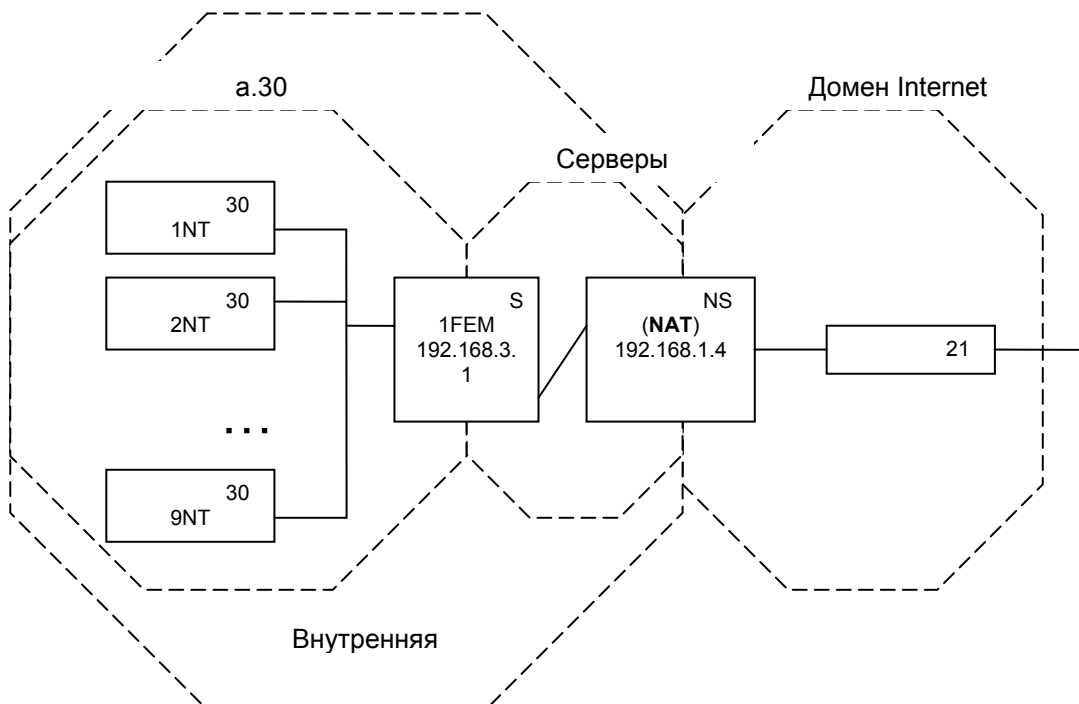 а.30
Домен Internet
Серверы
30
1NT
30
2NT
S
1FEM
192.168.3.
1
NS
(NAT)
192.168.1.4
21
...
30
9NT
Внутренняя